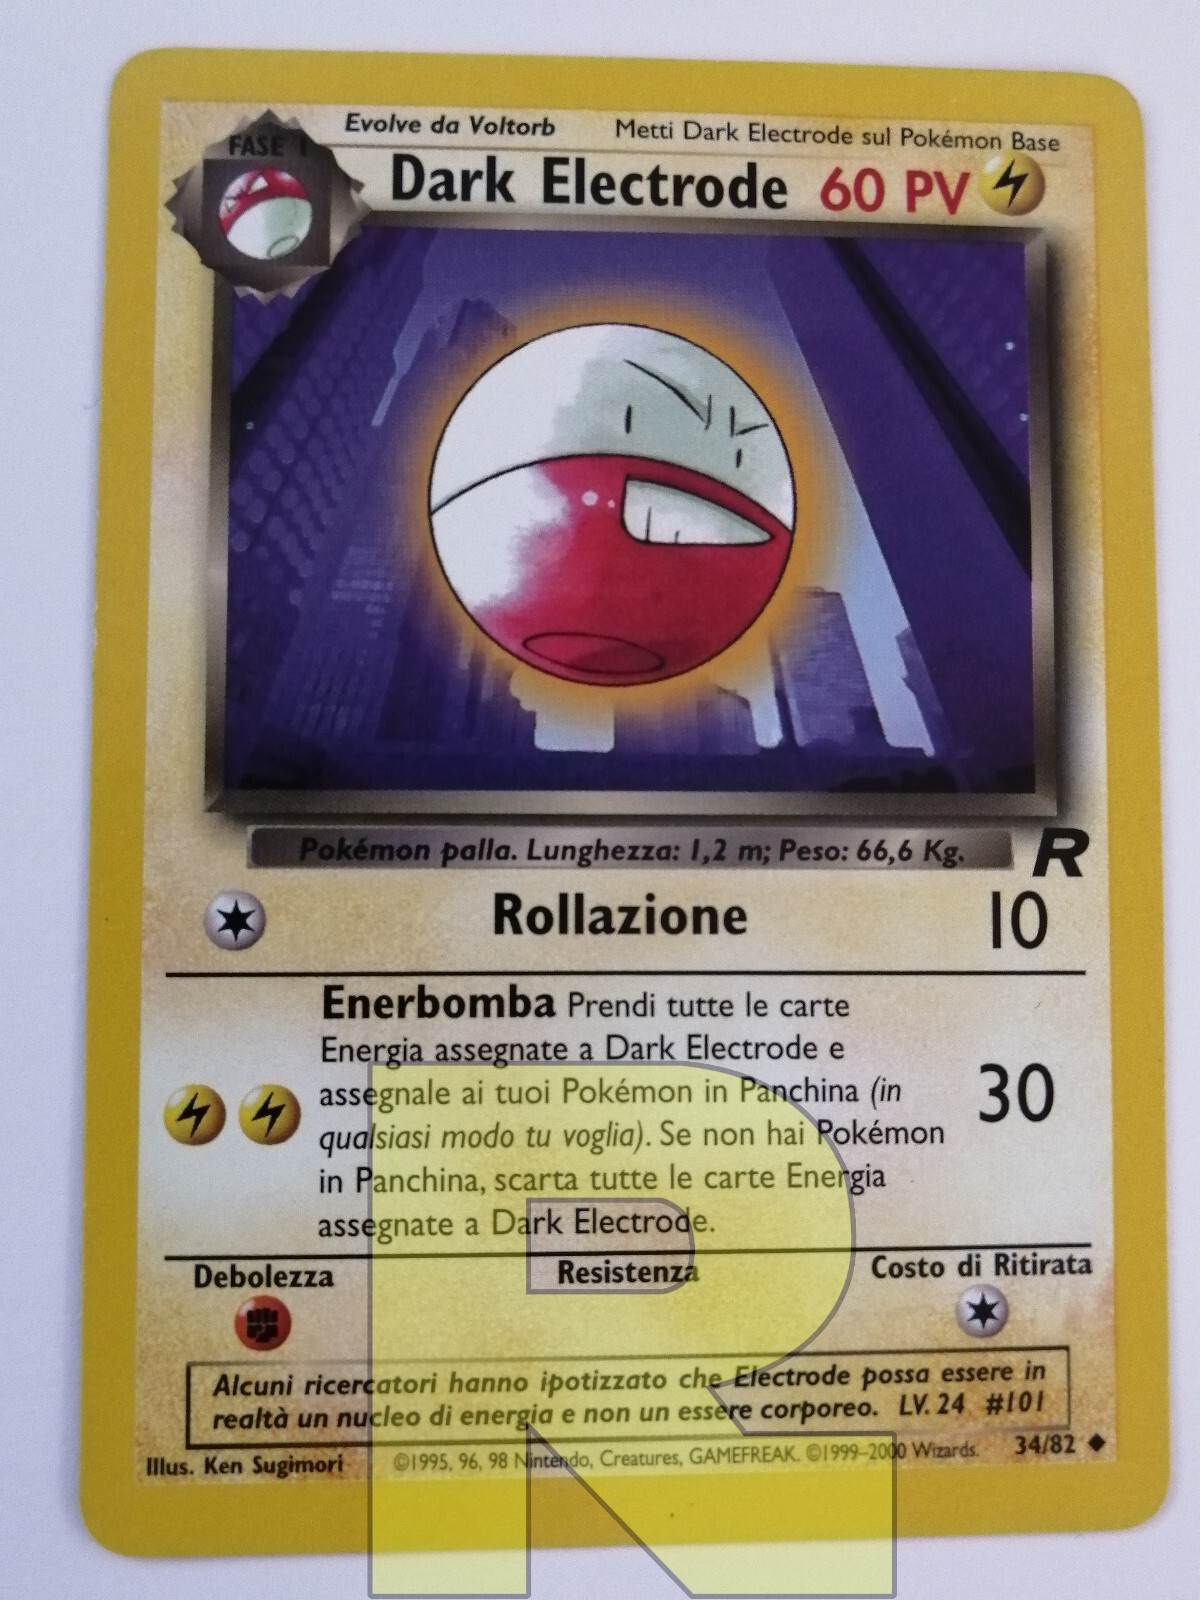 Evolve da Voltorb Metti Dark Electrode sul Pokémon Base
FASE 1
Dark Electrode 60 PV
Pokémon palla. Lunghezza: 1,2 m; Peso: 66,6 Kg.
R
Rollazione 10
Enerbomba Prendi tutte le carte
Energia assegnate a Dark Electrode e
assegnale ai tuoi Pokémon in Panchina (in
qualsiasi modo tu voglia). Se non hai Pokémon
in Panchina, scarta tutte le carte Energia
assegnate a Dark Electrode.
30
Debolezza Resistenza Costo di Ritirata
Alcuni ricercatori hanno ipotizzato che Electrode possa essere in
realtà un nucleo di energia e non un essere corporeo. LV. 24 #101
Illus. Ken Sugimori ©1995, 96, 98 Nintendo, Creatures, GAMEFREAK. ©1999–2000 Wizards. 34/82
R